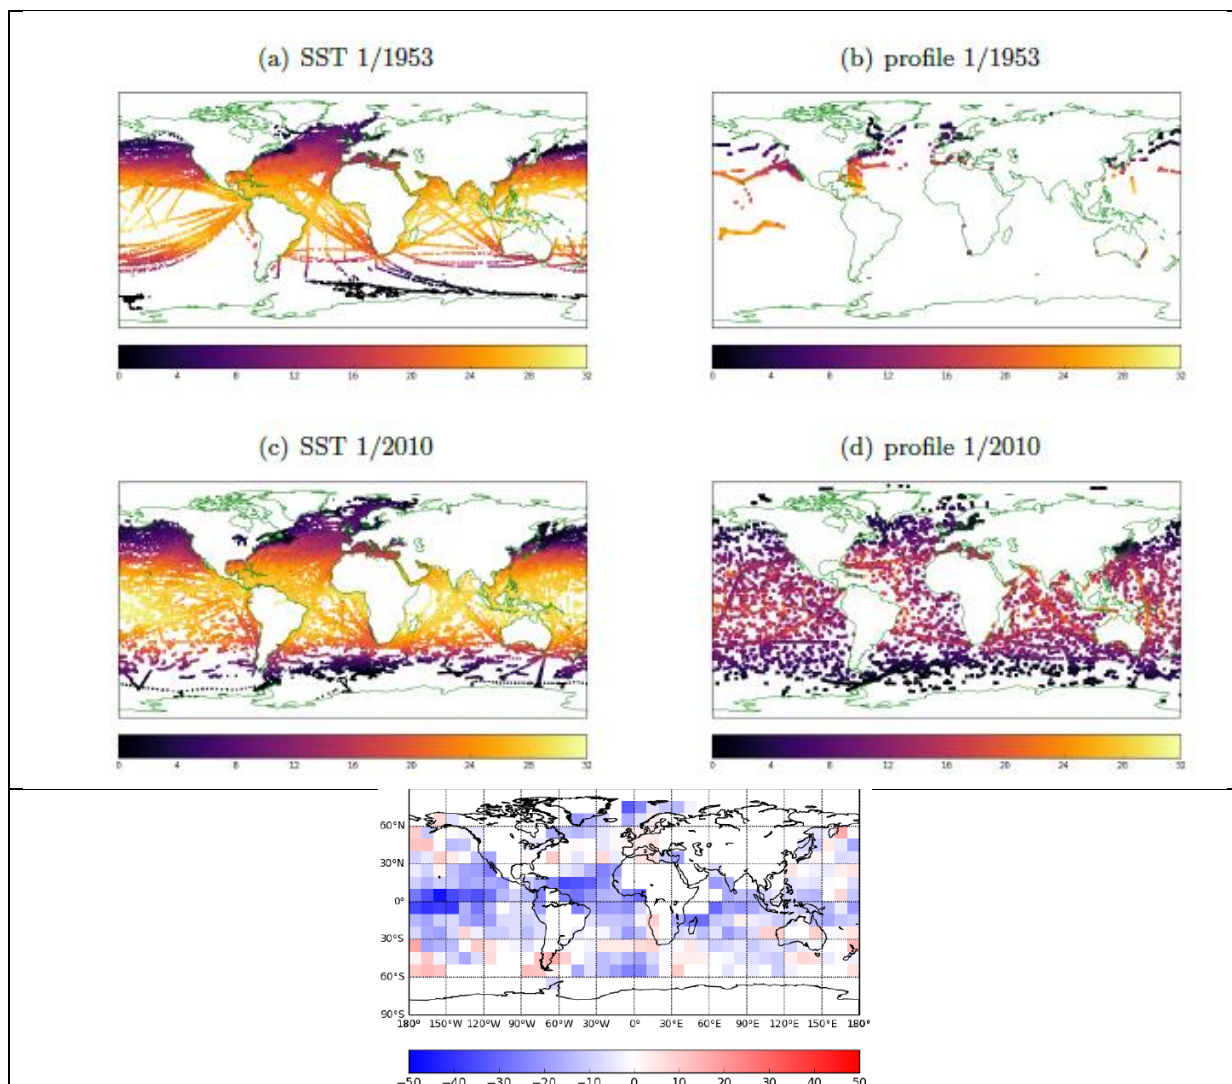 (a) SST 1/1953
(b) profile 1/1953
0 4 8 12 16 20 24 28 32
0 4 8 12 16 20 24 28 32
(c) SST 1/2010
(d) profile 1/2010
0 4 8 12 16 20 24 28 32
0 4 8 12 16 20 24 28 32
60°N
30°N
0°
30°S
60°S
90°S
180° 150°W 120°W 90°W 60°W 30°W 0° 30°E 60°E 90°E 120°E 150°E 180°
−50 −40 −30 −20 −10 0 10 20 30 40 50